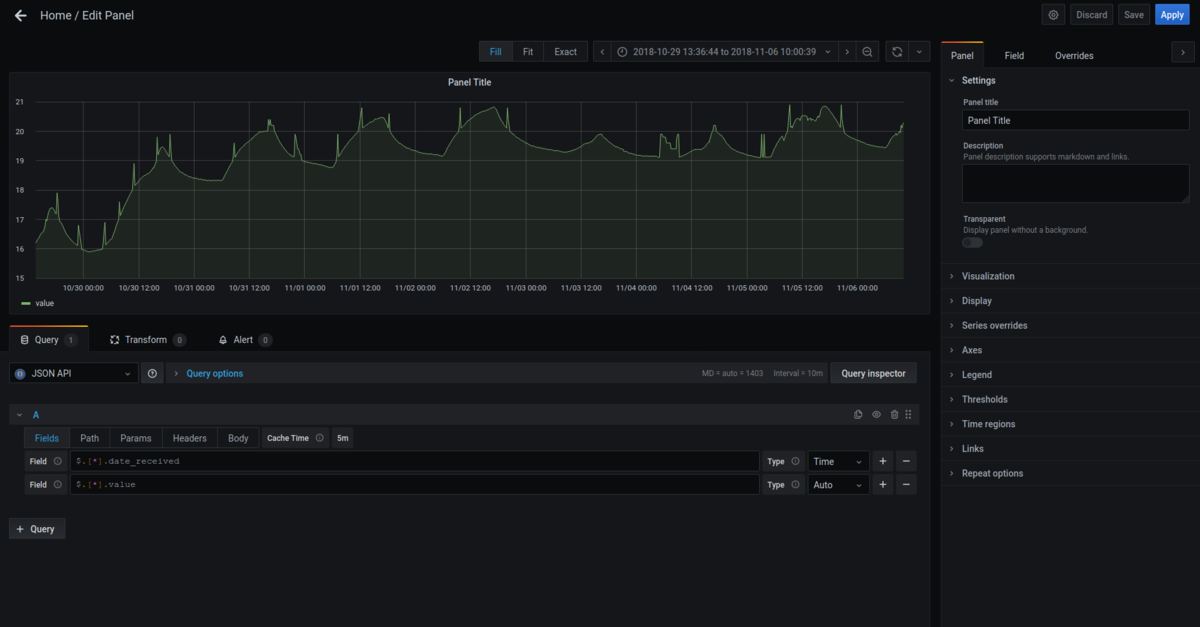 Home / Edit Panel
Discard
Save
Apply
Fill
Fit
Exact
2018-10-29 13:36:44 to 2018-11-06 10:00:39
Panel Title
21
20
19
18
17
16
15
10/30 00:00
10/30 12:00
10/31 00:00
10/31 12:00
11/01 00:00
11/01 12:00
11/02 00:00
11/02 12:00
11/03 00:00
11/03 12:00
11/04 00:00
11/04 12:00
11/05 00:00
11/05 12:00
11/06 00:00
value
Query 1
Transform 0
Alert 0
JSON API
Query options
MD = auto = 1403
Interval = 10m
Query inspector
A
Fields
Path
Params
Headers
Body
Cache Time
5m
Field
$.[*].date_received
Type
Time
Field
$.[*].value
Type
Auto
+ Query
Panel
Field
Overrides
Settings
Panel title
Panel Title
Description
Panel description supports markdown and links.
Transparent
Display panel without a background.
Visualization
Display
Series overrides
Axes
Legend
Thresholds
Time regions
Links
Repeat options